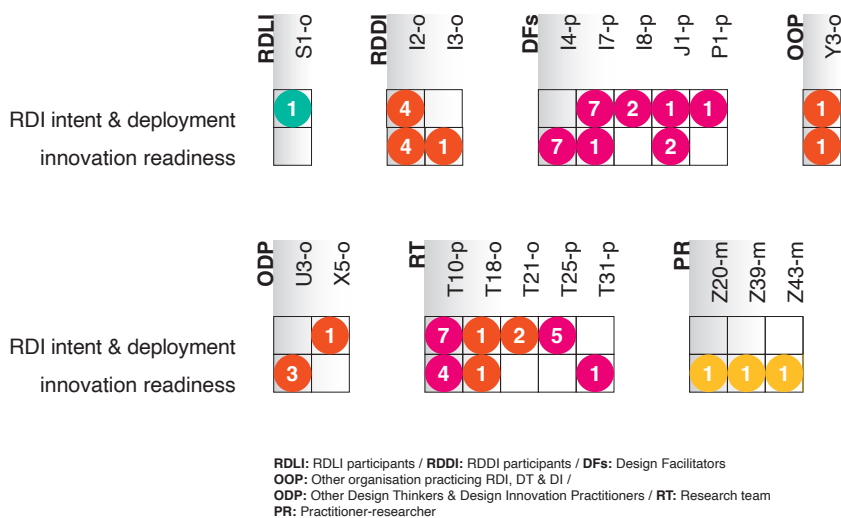 RDLI S1-o RDDI I2-o I3-o DFs I4-p I7-p I8-p J1-p P1-p OOP Y3-o
RDI intent & deployment 1 4 7 2 1 1 1
innovation readiness 4 1 7 1 2 1
ODP U3-o X5-o RT T10-p T18-o T21-o T25-p T31-p PR Z20-m Z39-m Z43-m
RDI intent & deployment 1 7 1 2 5
innovation readiness 3 4 1 1 1 1 1
RDLI: RDLI participants / RDDI: RDDI participants / DFs: Design Facilitators
OOP: Other organisation practicing RDI, DT & DI /
ODP: Other Design Thinkers & Design Innovation Practitioners / RT: Research team
PR: Practitioner-researcher